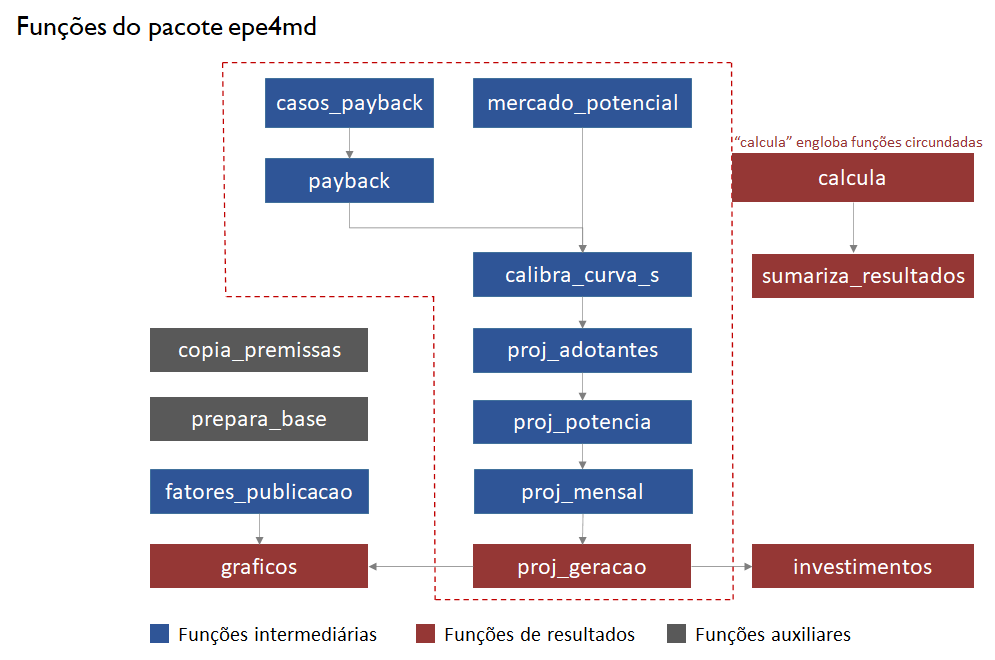 Funções do pacote epe4md
casos_payback
mercado_potencial
"calcula" engloba funções circundadas
payback
calcula
calibra_curva_s
sumariza_resultados
copia_premissas
proj_adotantes
prepara_base
proj_potencia
fatores_publicacao
proj_mensal
graficos
proj_geracao
investimentos
Funções intermediárias
Funções de resultados
Funções auxiliares